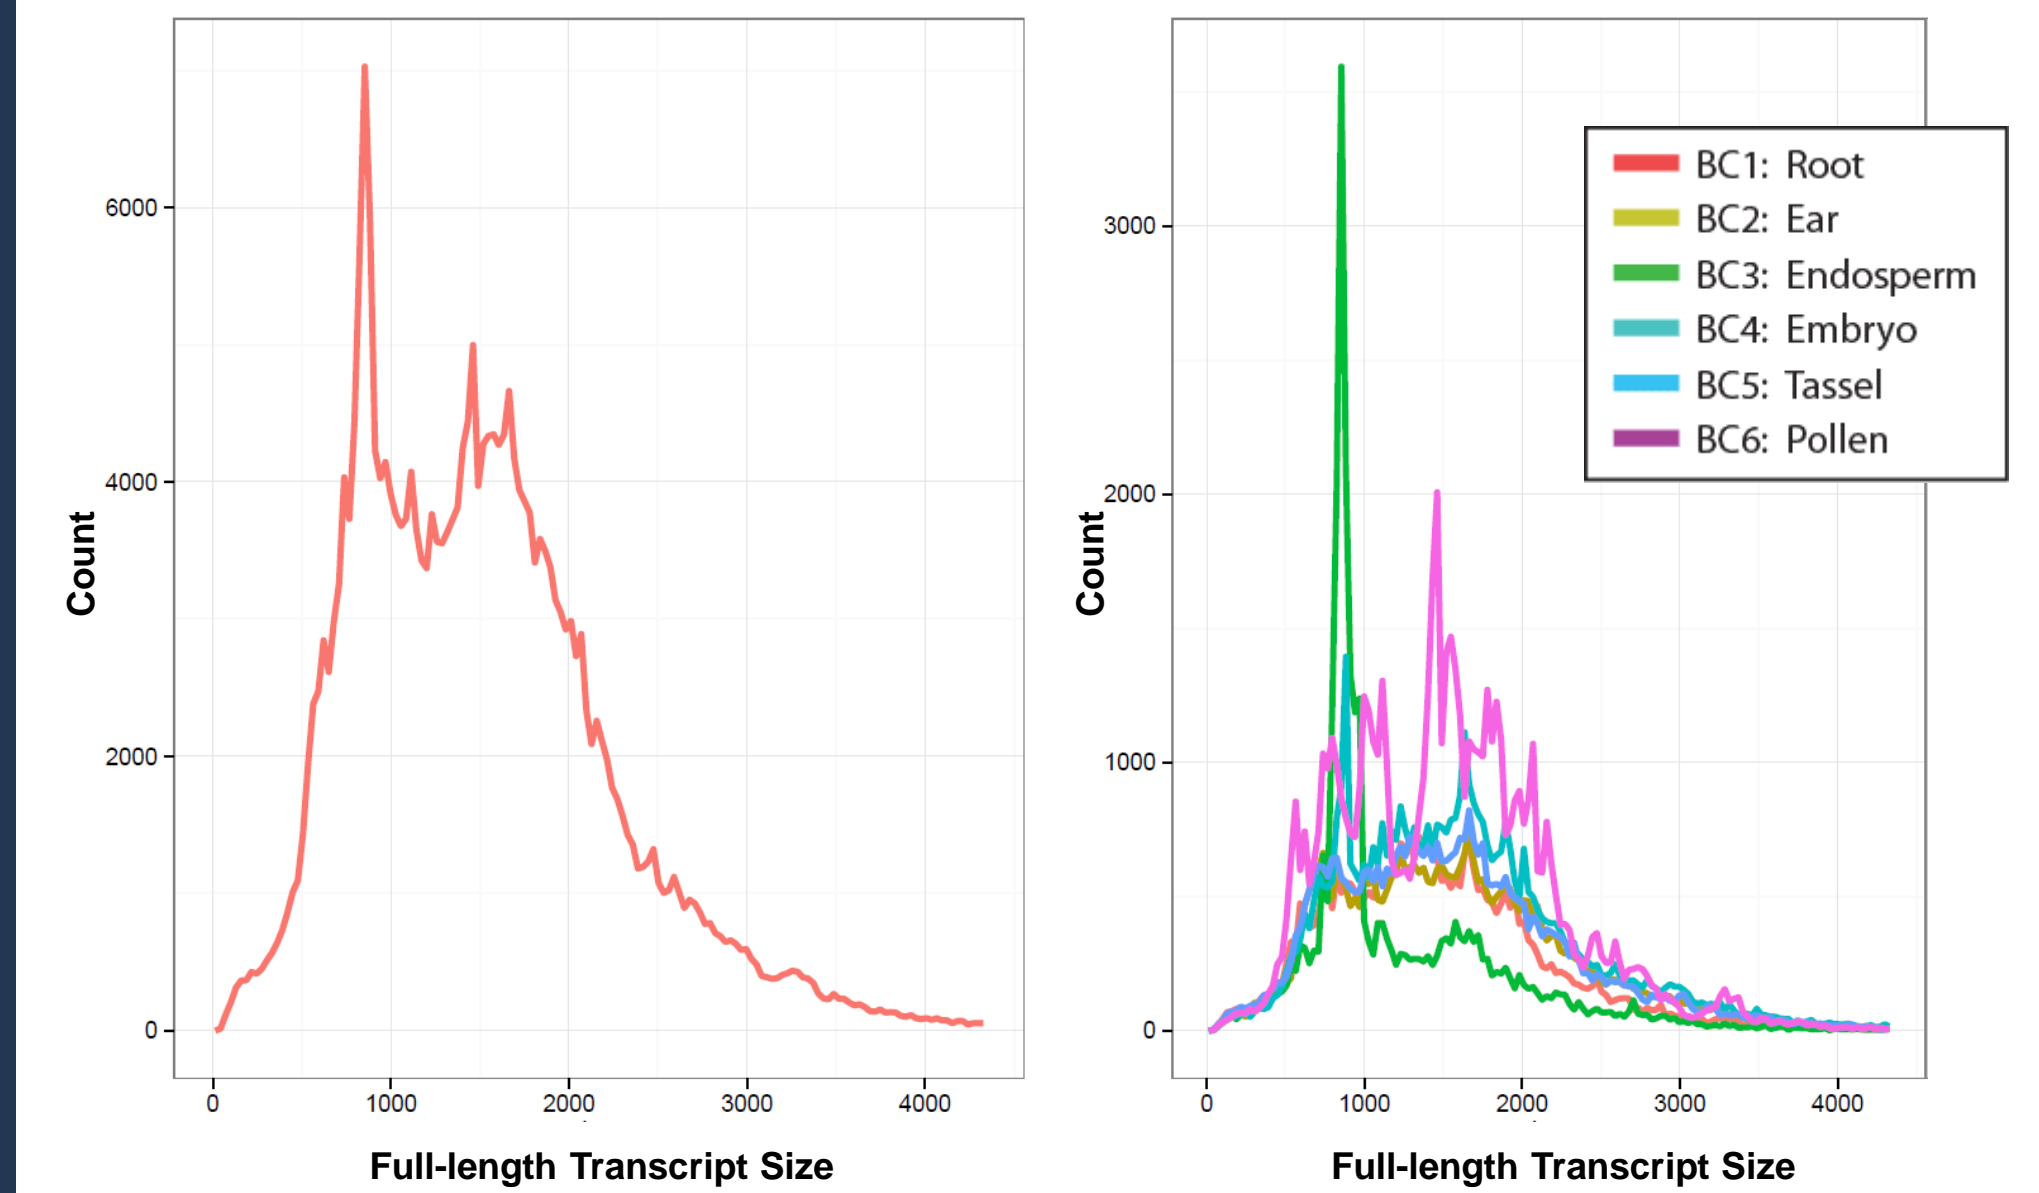 6000
4000
2000
0
Count
0 1000 2000 3000 4000
Full-length Transcript Size
3000
2000
1000
0
Count
0 1000 2000 3000 4000
Full-length Transcript Size
BC1: Root
BC2: Ear
BC3: Endosperm
BC4: Embryo
BC5: Tassel
BC6: Pollen